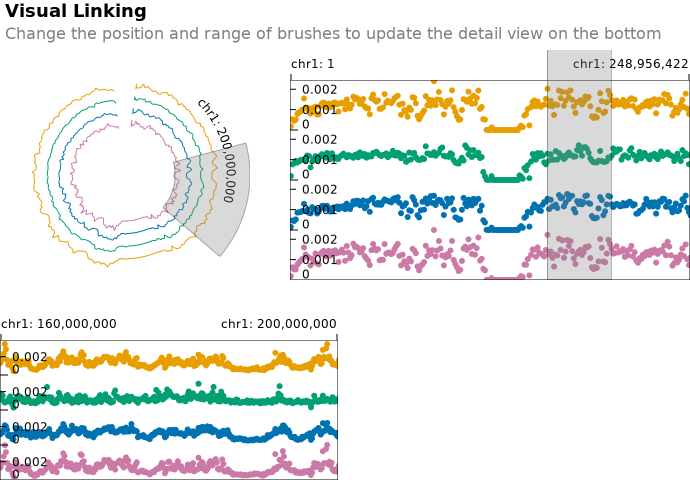 Visual Linking
Change the position and range of brushes to update the detail view on the bottom
chr1: 1
chr1: 248,956,422
chr1: 200,000,000
0.002
0.001
0
0.002
0.001
0
0.002
0.001
0
0.002
0.001
0
chr1: 160,000,000
chr1: 200,000,000
0.002
0
0.002
0
0.002
0
0.002
0